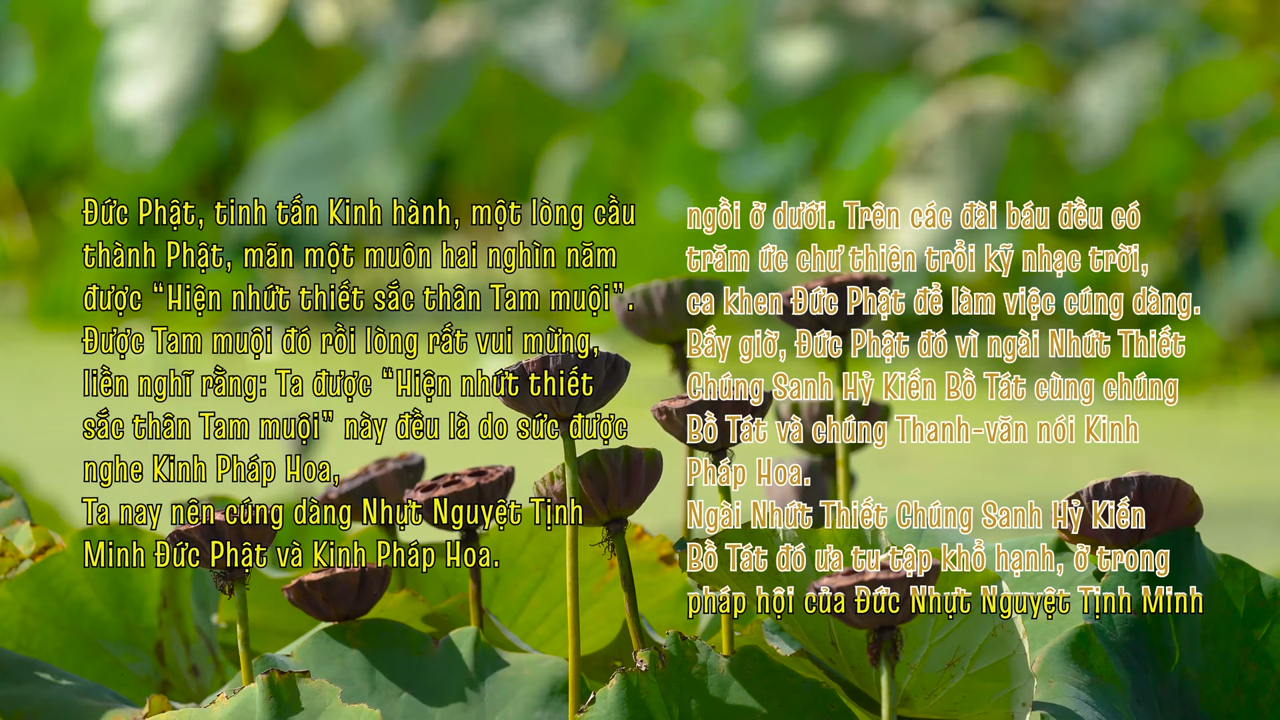 Đức Phật, tinh tấn Kinh hành, một lòng cầu
thành Phật, mãn một muôn hai nghìn năm
được “Hiện nhứt thiết sắc thân Tam muội”.
Được Tam muội đó rồi lòng rất vui mừng,
liền nghĩ rằng: Ta được “Hiện nhứt thiết
sắc thân Tam muội” này đều là do sức được
nghe Kinh Pháp Hoa,
Ta nay nên cúng dàng Nhựt Nguyệt Tịnh
Minh Đức Phật và Kinh Pháp Hoa.
ngồi ở dưới. Trên các đài báu đều có
trăm ức chư thiên trổi kỹ nhạc trời,
ca khen Đức Phật để làm việc cúng dàng.
Bấy giờ, Đức Phật đó vì ngài Nhứt Thiết
Chúng Sanh Hỷ Kiến Bồ Tát cùng chúng
Bồ Tát và chúng Thanh-văn nói Kinh
Pháp Hoa.
Ngài Nhứt Thiết Chúng Sanh Hỷ Kiến
Bồ Tát đó ưa tu tập khổ hạnh, ở trong
pháp hội của Đức Nhựt Nguyệt Tịnh Minh